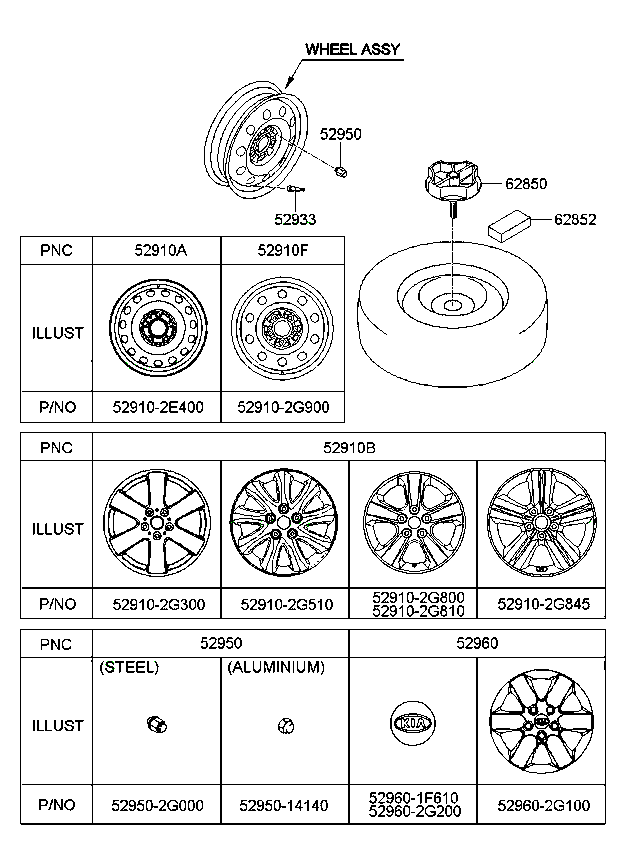 WHEEL ASSY
52950
62850
62852
52933
PNC 52910A 52910F
ILLUST
P/NO 52910-2E400 52910-2G900
PNC 52910B
ILLUST
P/NO 52910-2G300 52910-2G510 52910-2G800 52910-2G845
52910-2G810
PNC 52950 52960
(STEEL) (ALUMINIUM)
ILLUST
KIA KIA
P/NO 52950-2G000 52950-14140 52960-1F610 52960-2G100
52960-2G200